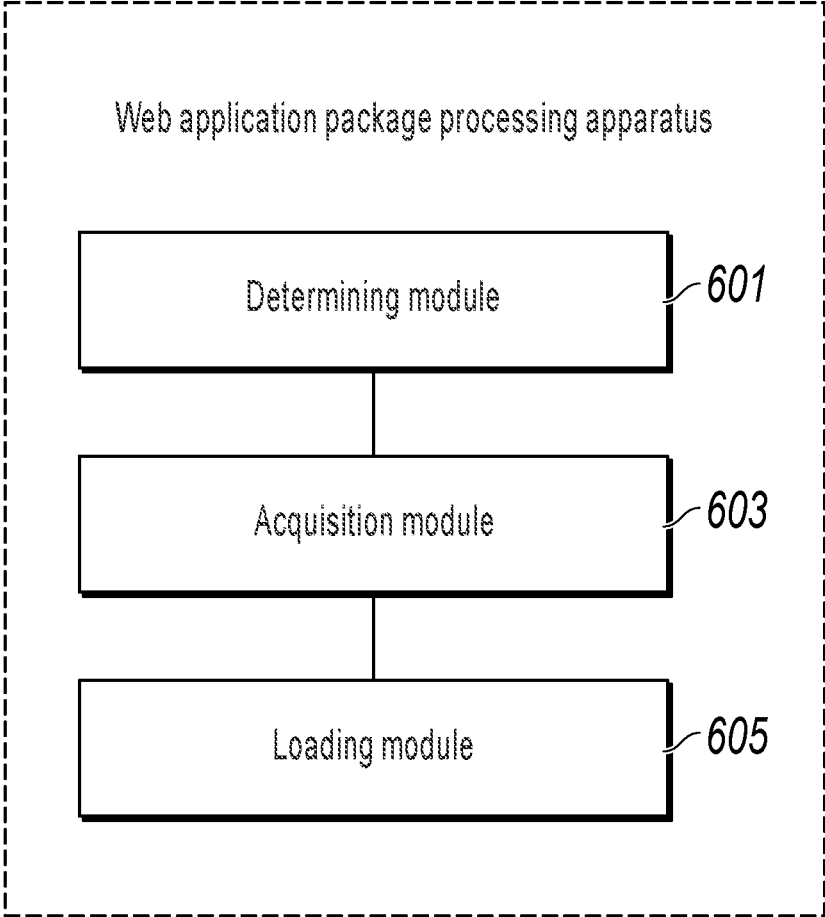 Web application package processing apparatus
Determining module
601
Acquisition module
603
Loading module
605